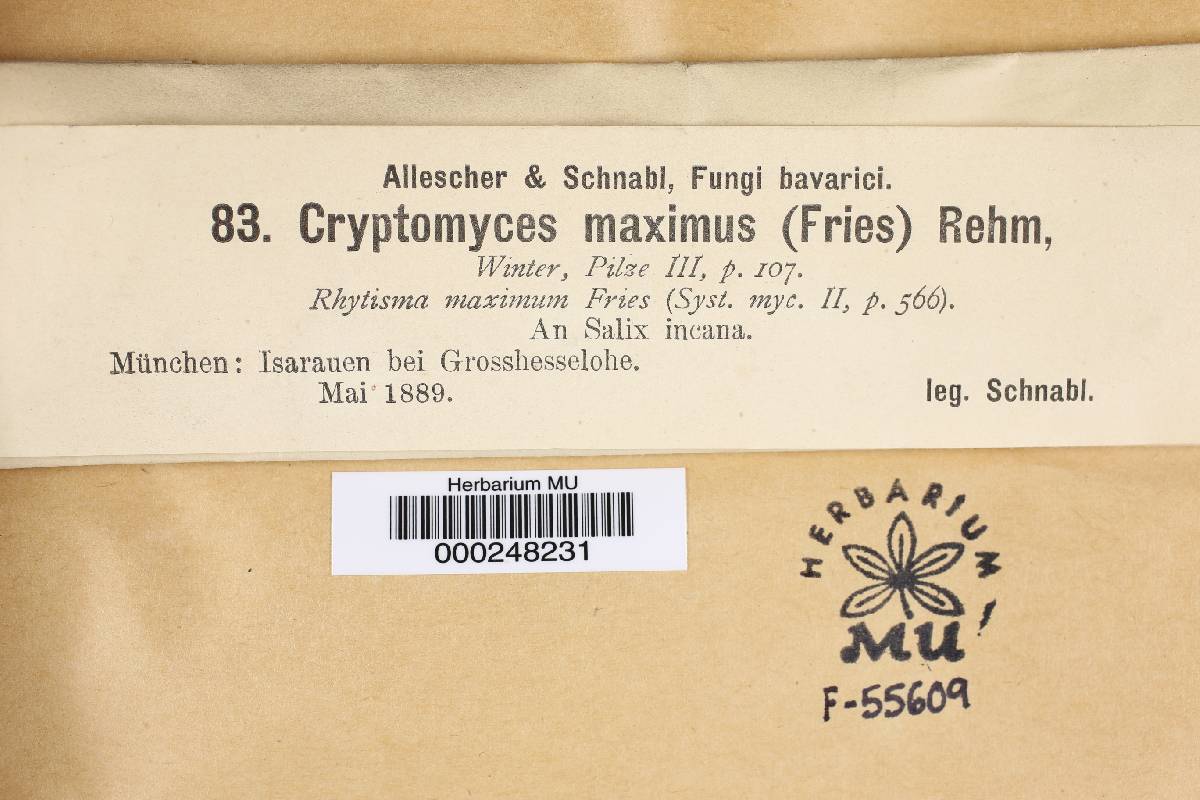 Allescher & Schnabl, Fungi bavarici.
83. Cryptomyces maximus (Fries) Rehm,
Winter, Pilze III, p. 107.
Rhytisma maximum Fries (Syst. myc. II, p. 566).
An Salix incana.
München: Isarauen bei Grosshesselohe.
Mai 1889.
leg. Schnabl.
Herbarium MU
000248231
HERBARIUM
MU
F-55609